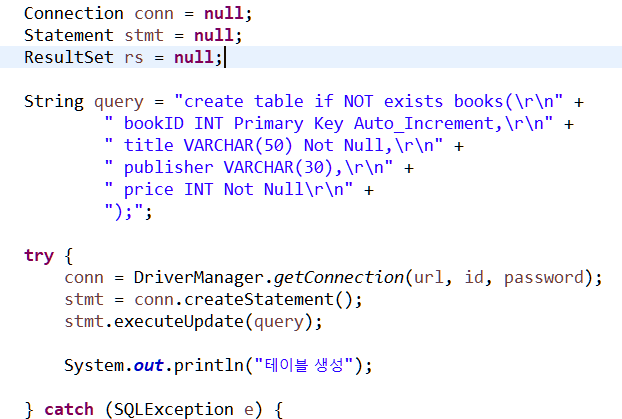 Connection conn = null;
Statement stmt = null;
ResultSet rs = null;
String query = "create table if NOT exists books(\r\n" +
" bookID INT Primary Key Auto_Increment,\r\n" +
" title VARCHAR(50) Not Null,\r\n" +
" publisher VARCHAR(30),\r\n" +
" price INT Not Null\r\n" +
");";
try {
conn = DriverManager.getConnection(url, id, password);
stmt = conn.createStatement();
stmt.executeUpdate(query);
System.out.println("테이블 생성");
} catch (SQLException e) {